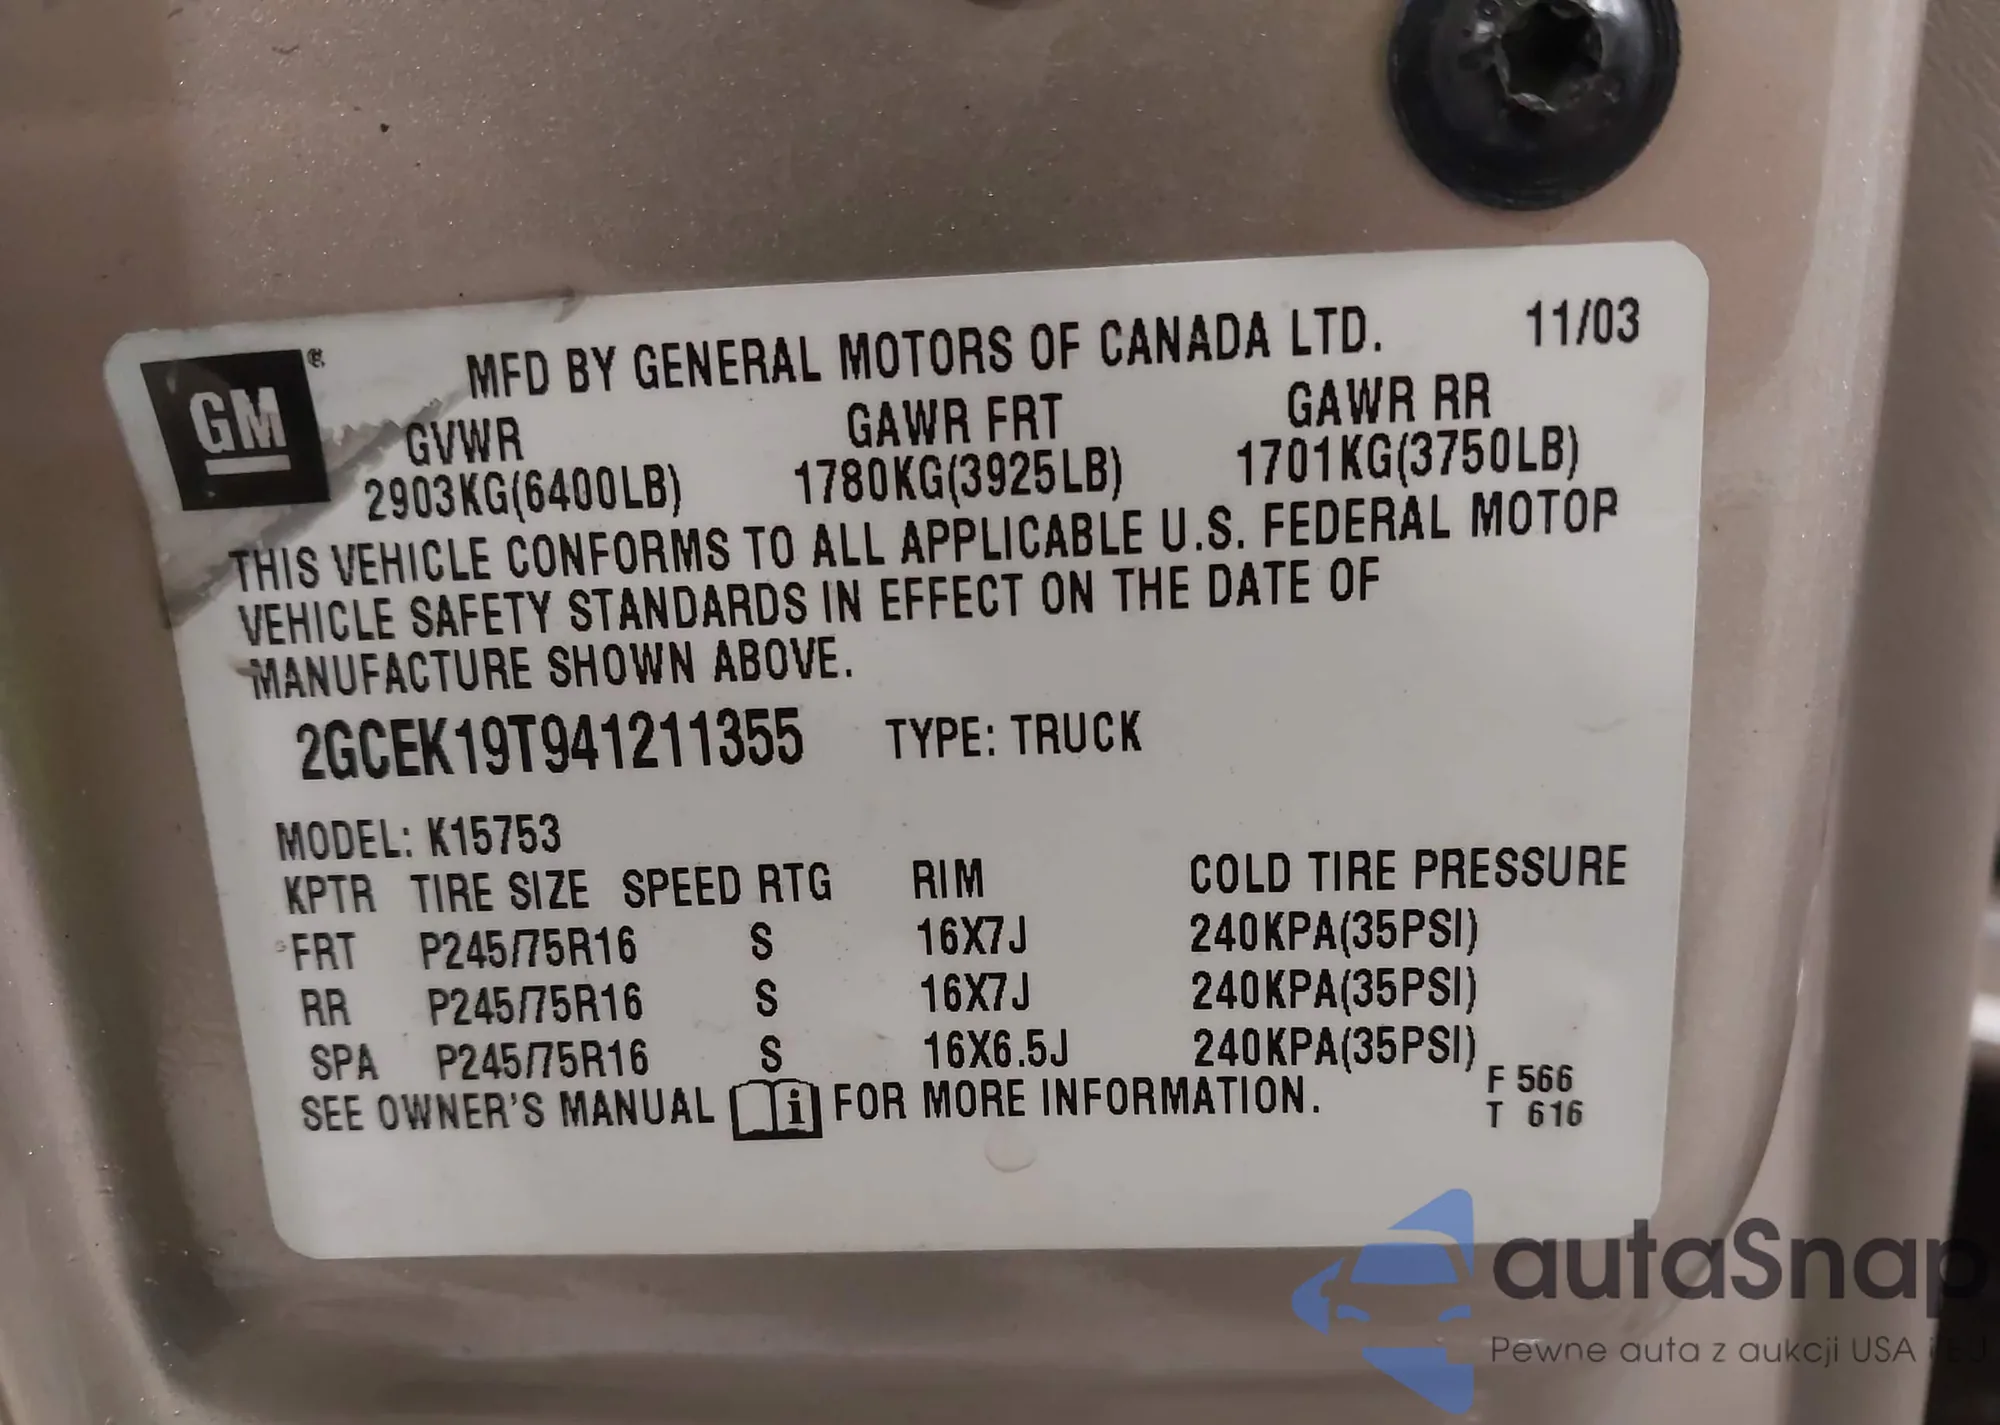 GM®
MFD BY GENERAL MOTORS OF CANADA LTD. 11/03
GVWR GAWR FRT GAWR RR
2903KG(6400LB) 1780KG(3925LB) 1701KG(3750LB)
THIS VEHICLE CONFORMS TO ALL APPLICABLE U.S. FEDERAL MOTOR
VEHICLE SAFETY STANDARDS IN EFFECT ON THE DATE OF
MANUFACTURE SHOWN ABOVE.
2GCEK19T941211355 TYPE: TRUCK
MODEL: K15753
KPTR TIRE SIZE SPEED RTG RIM COLD TIRE PRESSURE
FRT P245/75R16 S 16X7J 240KPA(35PSI)
RR P245/75R16 S 16X7J 240KPA(35PSI)
SPA P245/75R16 S 16X6.5J 240KPA(35PSI)
SEE OWNER'S MANUAL i FOR MORE INFORMATION.
F 566
T 616
autaSnap
Pewne auta z aukcji USA i EU